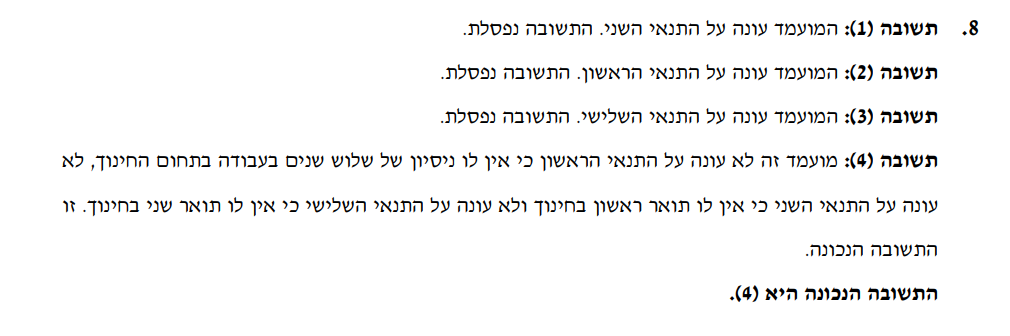 8. תשובה (1): המועמד עונה על התנאי השני. התשובה נפסלת.
תשובה (2): המועמד עונה על התנאי הראשון. התשובה נפסלת.
תשובה (3): המועמד עונה על התנאי השלישי. התשובה נפסלת.
תשובה (4): מועמד זה לא עונה על התנאי הראשון כי אין לו ניסיון של שלוש שנים בעבודה בתחום החינוך, לא
עונה על התנאי השני כי אין לו תואר ראשון בחינוך ולא עונה על התנאי השלישי כי אין לו תואר שני בחינוך. זו
התשובה הנכונה.
התשובה הנכונה היא (4).